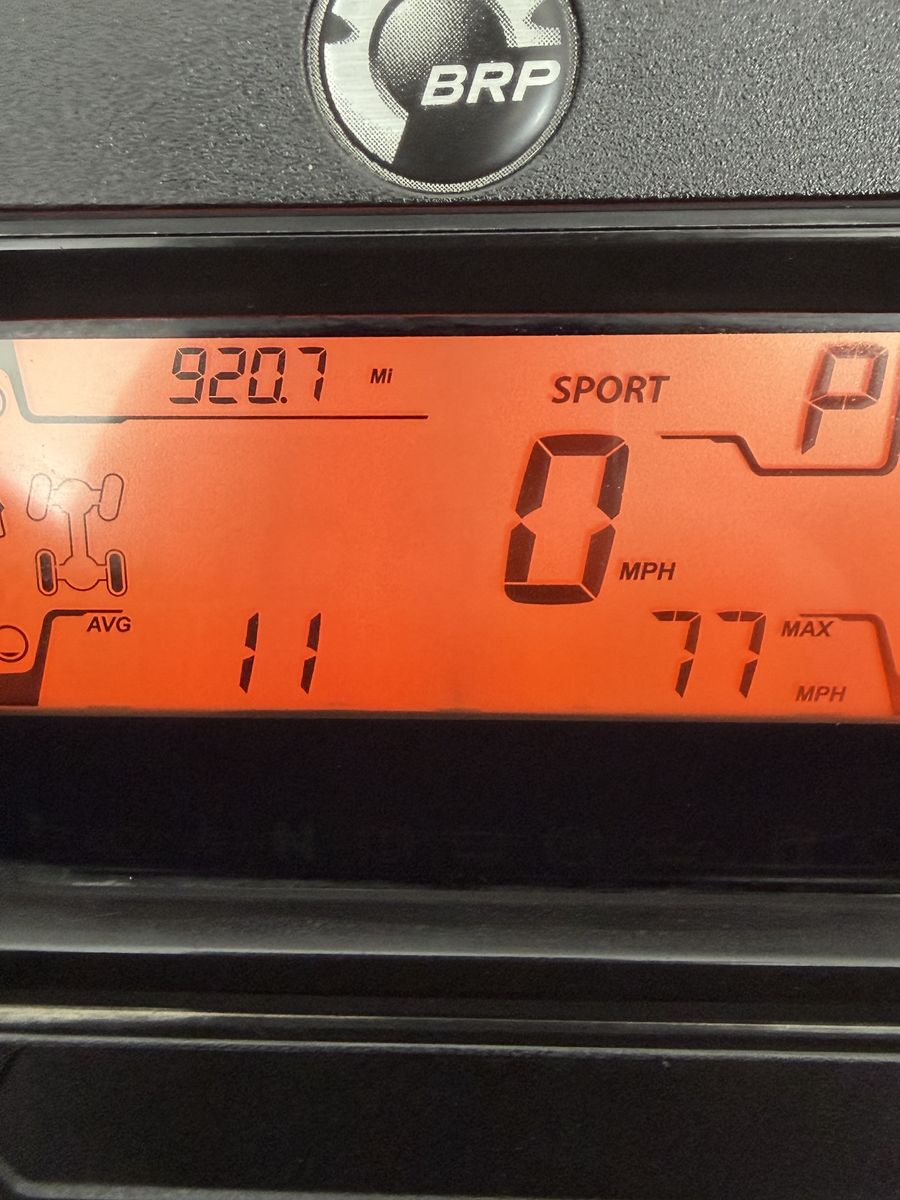 BRP
920.7 Mi
SPORT P
0 MPH
AVG 11
77 MAX
MPH